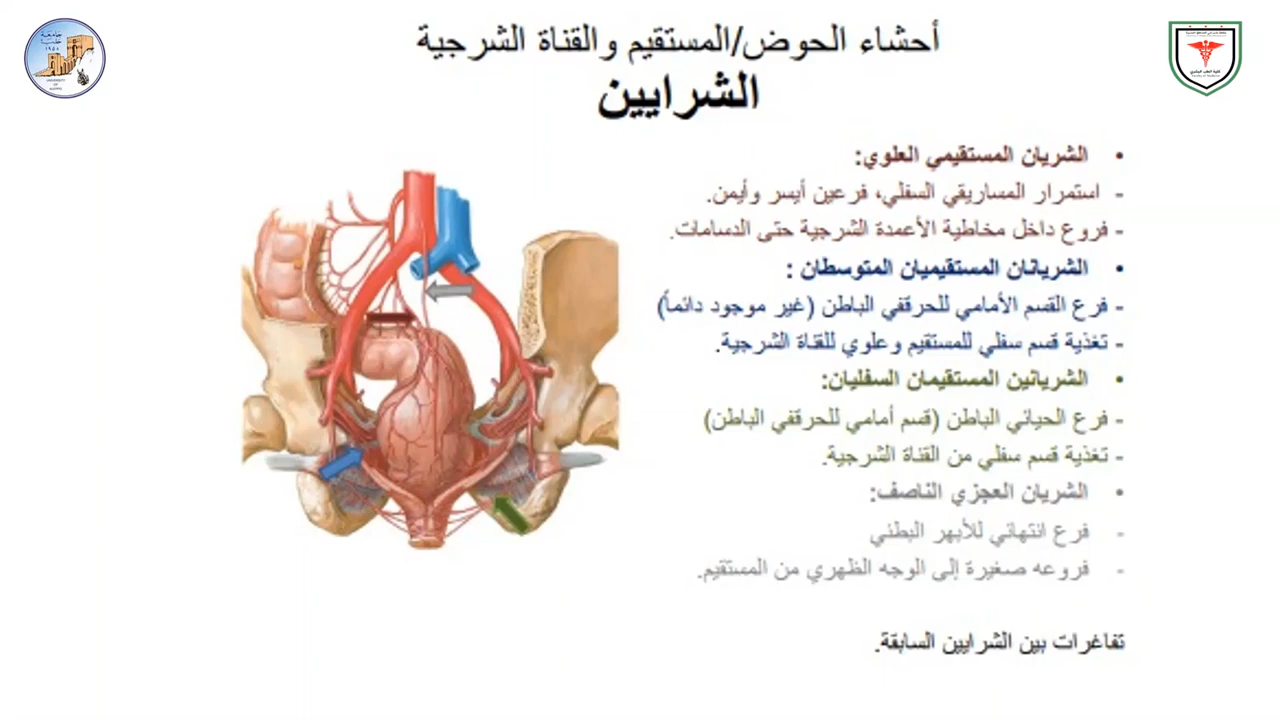 أحشاء الحوض/المستقيم والقناة الشرجية
الشرايين
• الشريان المستقيمي العلوي:
- استمرار المساريقي السفلي، فرعين أيسر وأيمن.
- فروع داخل مخاطية الأعمدة الشرجية حتى الدسامات.
• الشريانان المستقيميان المتوسطان :
- فرع القسم الأمامي للحرقفي الباطن (غير موجود دائماً)
- تغذية قسم سفلي للمستقيم وعلوي للقناة الشرجية.
• الشريانين المستقيمان السفليان:
- فرع الحيائي الباطن (قسم أمامي للحرقفي الباطن)
- تغذية قسم سفلي من القناة الشرجية.
• الشريان العجزي الناصف:
- فرع انتهائي للأبهر البطني
- فروعه صغيرة إلى الوجه الظهري من المستقيم.
تفاغرات بين الشرايين السابقة.